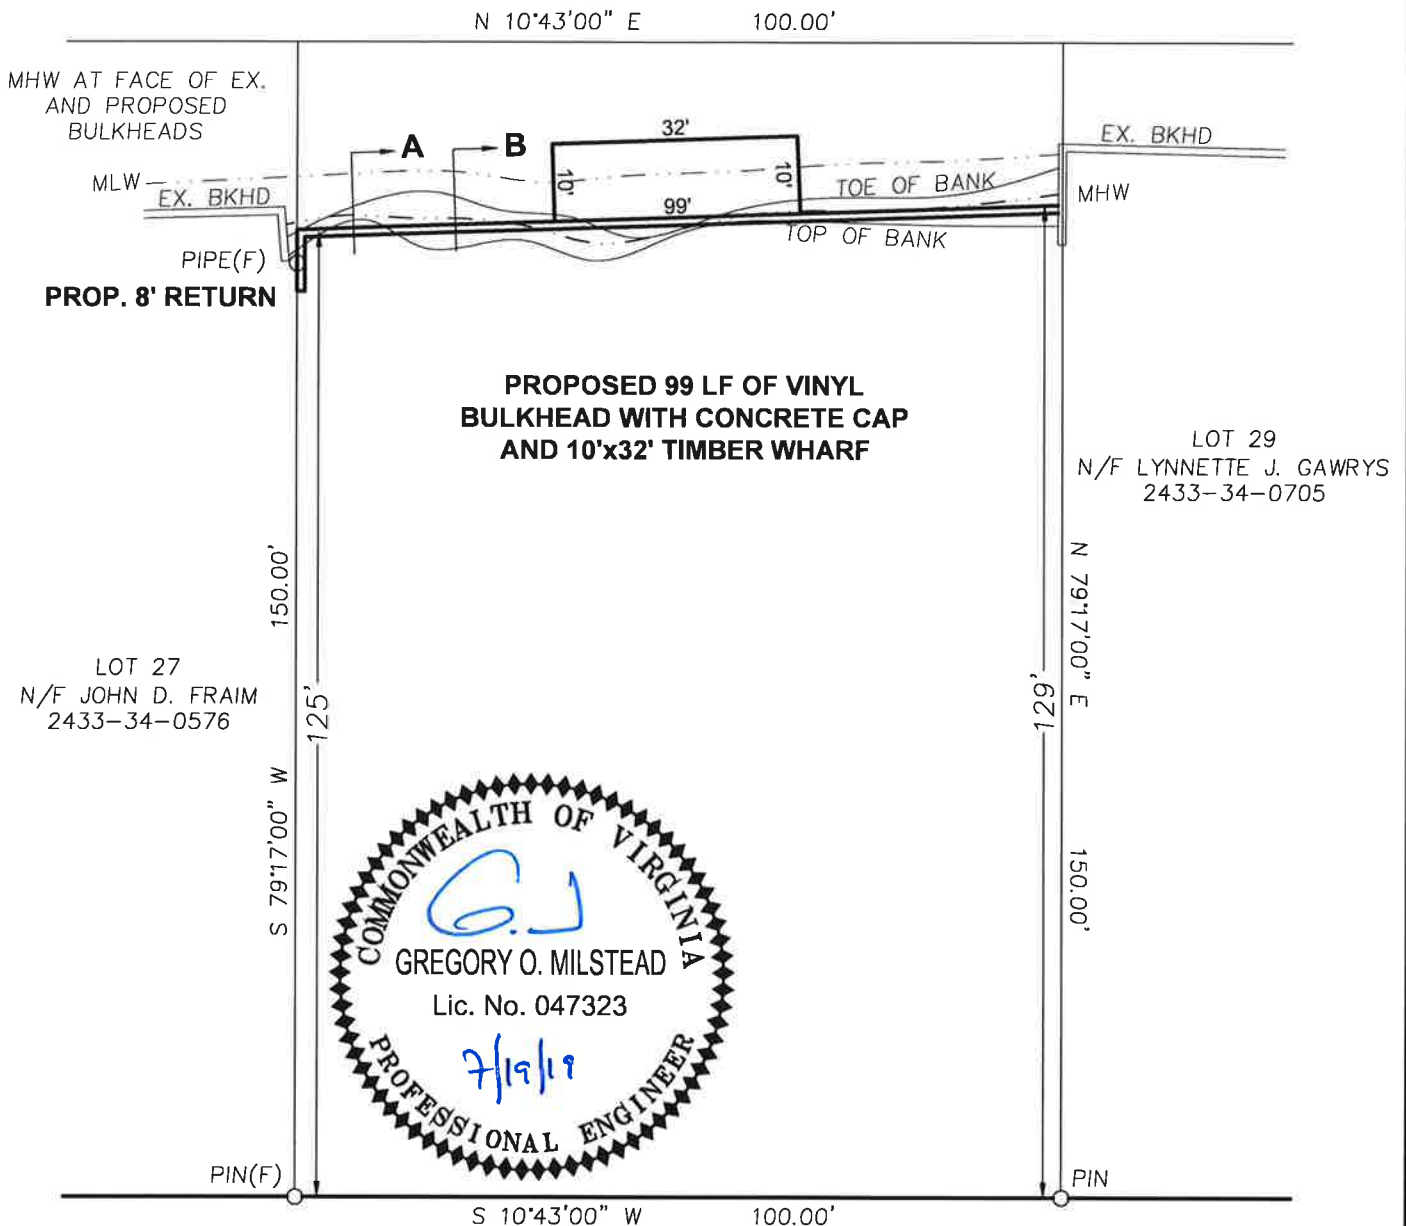 N 10°43'00" E 100.00'
MHW AT FACE OF EX.
AND PROPOSED
BULKHEADS
A
B
32'
EX. BKHD
MLW
10'
10'
TOE OF BANK
MHW
EX. BKHD
99'
TOP OF BANK
PIPE(F)
PROP. 8' RETURN
PROPOSED 99 LF OF VINYL
BULKHEAD WITH CONCRETE CAP
AND 10'x32' TIMBER WHARF
LOT 29
N/F LYNNETTE J. GAWRYS
2433-34-0705
150.00'
N 79°17'00" E
LOT 27
N/F JOHN D. FRAIM
2433-34-0576
125'
129'
S 79°17'00" W
150.00'
COMMONWEALTH OF VIRGINIA
GREGORY O. MILSTEAD
Lic. No. 047323
7/19/19
PROFESSIONAL ENGINEER
PIN(F)
PIN
S 10°43'00" W 100.00'